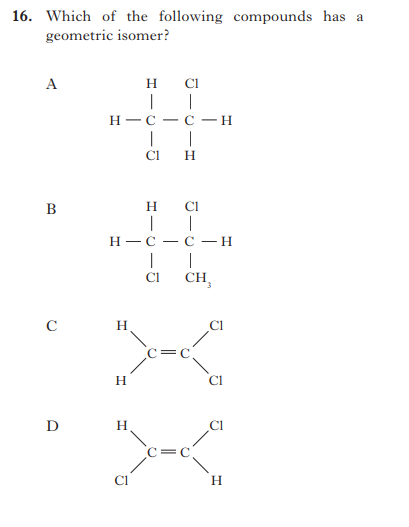 16. Which of the following compounds has a
geometric isomer?
A
H Cl
H — C — C — H
Cl H
B
H Cl
H — C — C — H
Cl CH₃
C
H Cl
C=C
H Cl
D
H Cl
C=C
Cl H